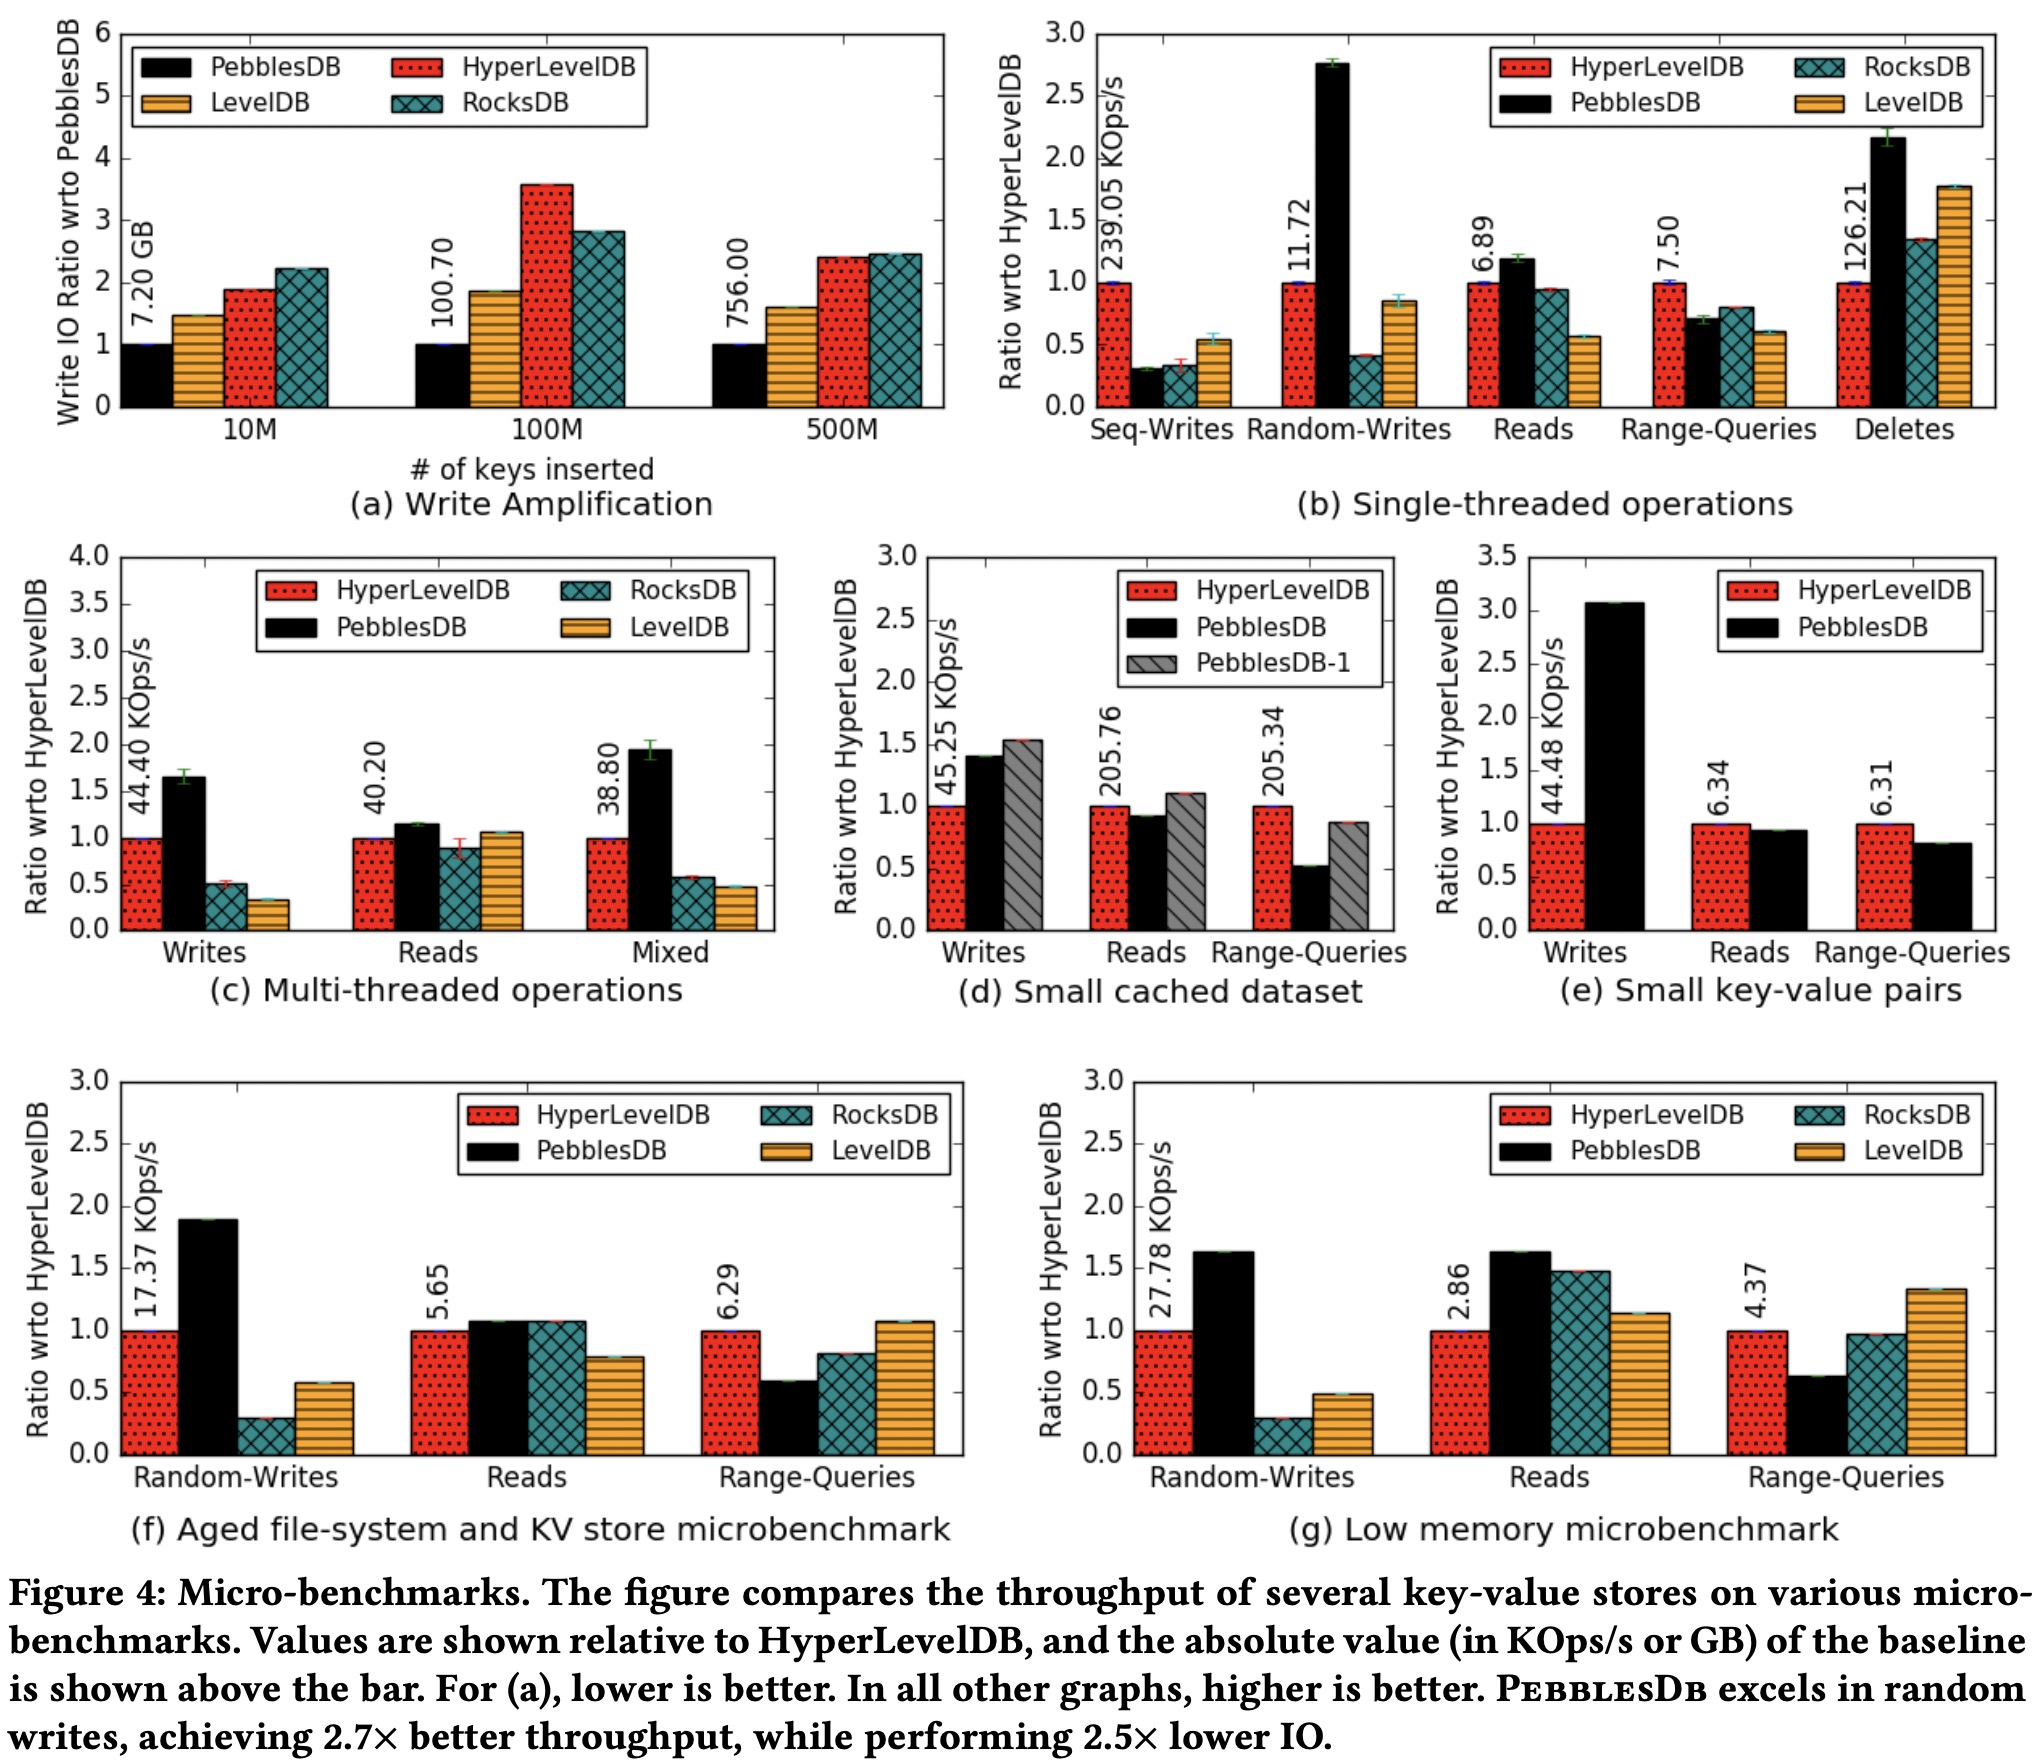 Write IO Ratio wrto PebblesDB
6
5
4
3
2
1
0
PebblesDB
LevelDB
HyperLevelDB
RocksDB
7.20 GB
100.70
756.00
10M
100M
500M
# of keys inserted
(a) Write Amplification
Ratio wrto HyperLevelDB
3.0
2.5
2.0
1.5
1.0
0.5
0.0
HyperLevelDB
PebblesDB
RocksDB
LevelDB
239.05 KOps/s
11.72
6.89
7.50
126.21
Seq-Writes
Random-Writes
Reads
Range-Queries
Deletes
(b) Single-threaded operations
Ratio wrto HyperLevelDB
4.0
3.5
3.0
2.5
2.0
1.5
1.0
0.5
0.0
HyperLevelDB
PebblesDB
RocksDB
LevelDB
44.40 KOps/s
40.20
38.80
Writes
Reads
Mixed
(c) Multi-threaded operations
Ratio wrto HyperLevelDB
3.0
2.5
2.0
1.5
1.0
0.5
0.0
HyperLevelDB
PebblesDB
PebblesDB-1
45.25 KOps/s
205.76
205.34
Writes
Reads
Range-Queries
(d) Small cached dataset
Ratio wrto HyperLevelDB
3.5
3.0
2.5
2.0
1.5
1.0
0.5
0.0
HyperLevelDB
PebblesDB
44.48 KOps/s
6.34
6.31
Writes
Reads
Range-Queries
(e) Small key-value pairs
Ratio wrto HyperLevelDB
3.0
2.5
2.0
1.5
1.0
0.5
0.0
HyperLevelDB
PebblesDB
RocksDB
LevelDB
17.37 KOps/s
5.65
6.29
Random-Writes
Reads
Range-Queries
(f) Aged file-system and KV store microbenchmark
Ratio wrto HyperLevelDB
3.0
2.5
2.0
1.5
1.0
0.5
0.0
HyperLevelDB
PebblesDB
RocksDB
LevelDB
27.78 KOps/s
2.86
4.37
Random-Writes
Reads
Range-Queries
(g) Low memory microbenchmark
Figure 4: Micro-benchmarks. The figure compares the throughput of several key-value stores on various micro-
benchmarks. Values are shown relative to HyperLevelDB, and the absolute value (in KOps/s or GB) of the baseline
is shown above the bar. For (a), lower is better. In all other graphs, higher is better. PebblesDB excels in random
writes, achieving 2.7× better throughput, while performing 2.5× lower IO.